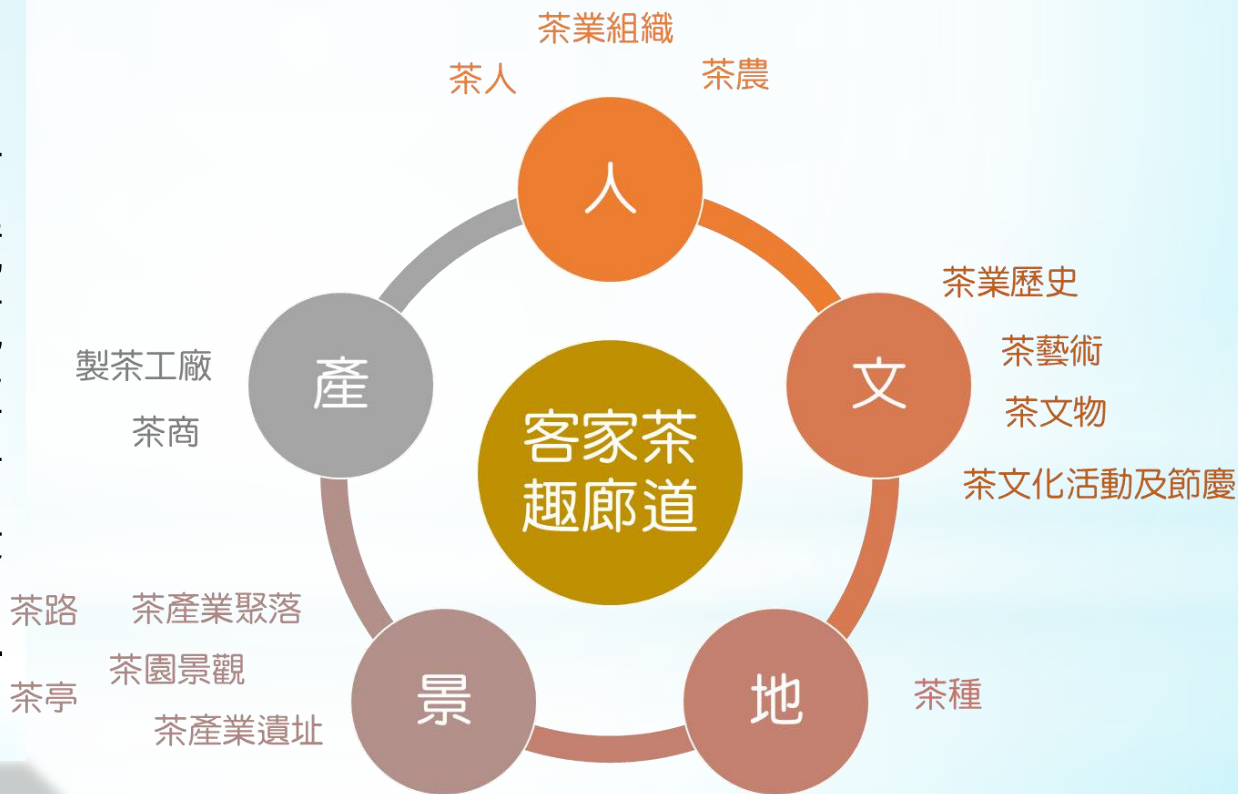 茶業組織
茶人
茶農
人
茶業歷史
茶藝術
茶文物
茶文化活動及節慶
文
製茶工廠
茶商
產
客家茶
趣廊道
茶路
茶產業聚落
茶園景觀
茶亭
茶產業遺址
景
地
茶種